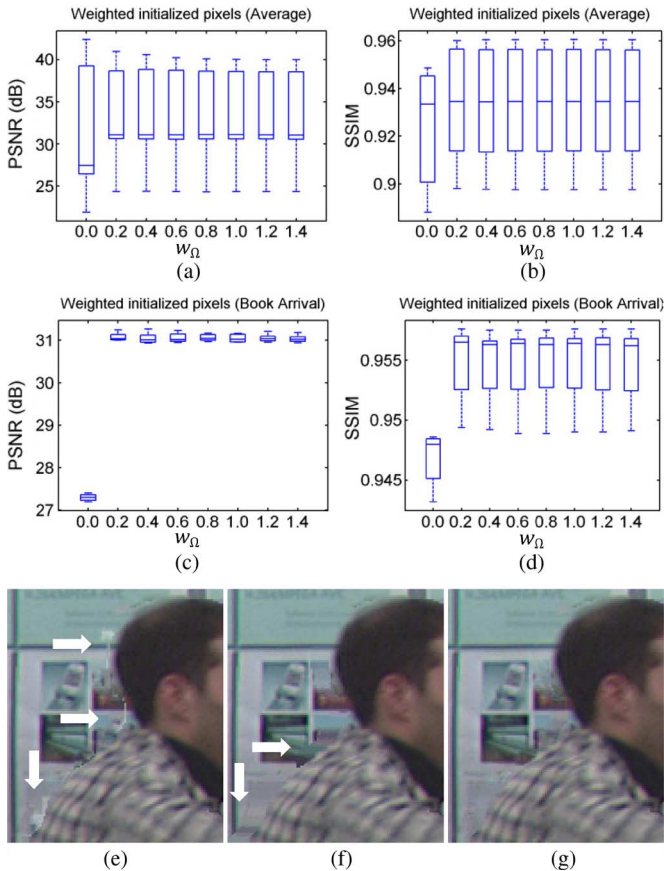 Weighted initialized pixels (Average)
PSNR (dB)
40
35
30
25
0.0 0.2 0.4 0.6 0.8 1.0 1.2 1.4
wΩ
(a)
Weighted initialized pixels (Average)
SSIM
0.96
0.94
0.92
0.9
0.0 0.2 0.4 0.6 0.8 1.0 1.2 1.4
wΩ
(b)
Weighted initialized pixels (Book Arrival)
PSNR (dB)
31
30
29
28
27
0.0 0.2 0.4 0.6 0.8 1.0 1.2 1.4
wΩ
(c)
Weighted initialized pixels (Book Arrival)
SSIM
0.955
0.95
0.945
0.0 0.2 0.4 0.6 0.8 1.0 1.2 1.4
wΩ
(d)
(e)
(f)
(g)